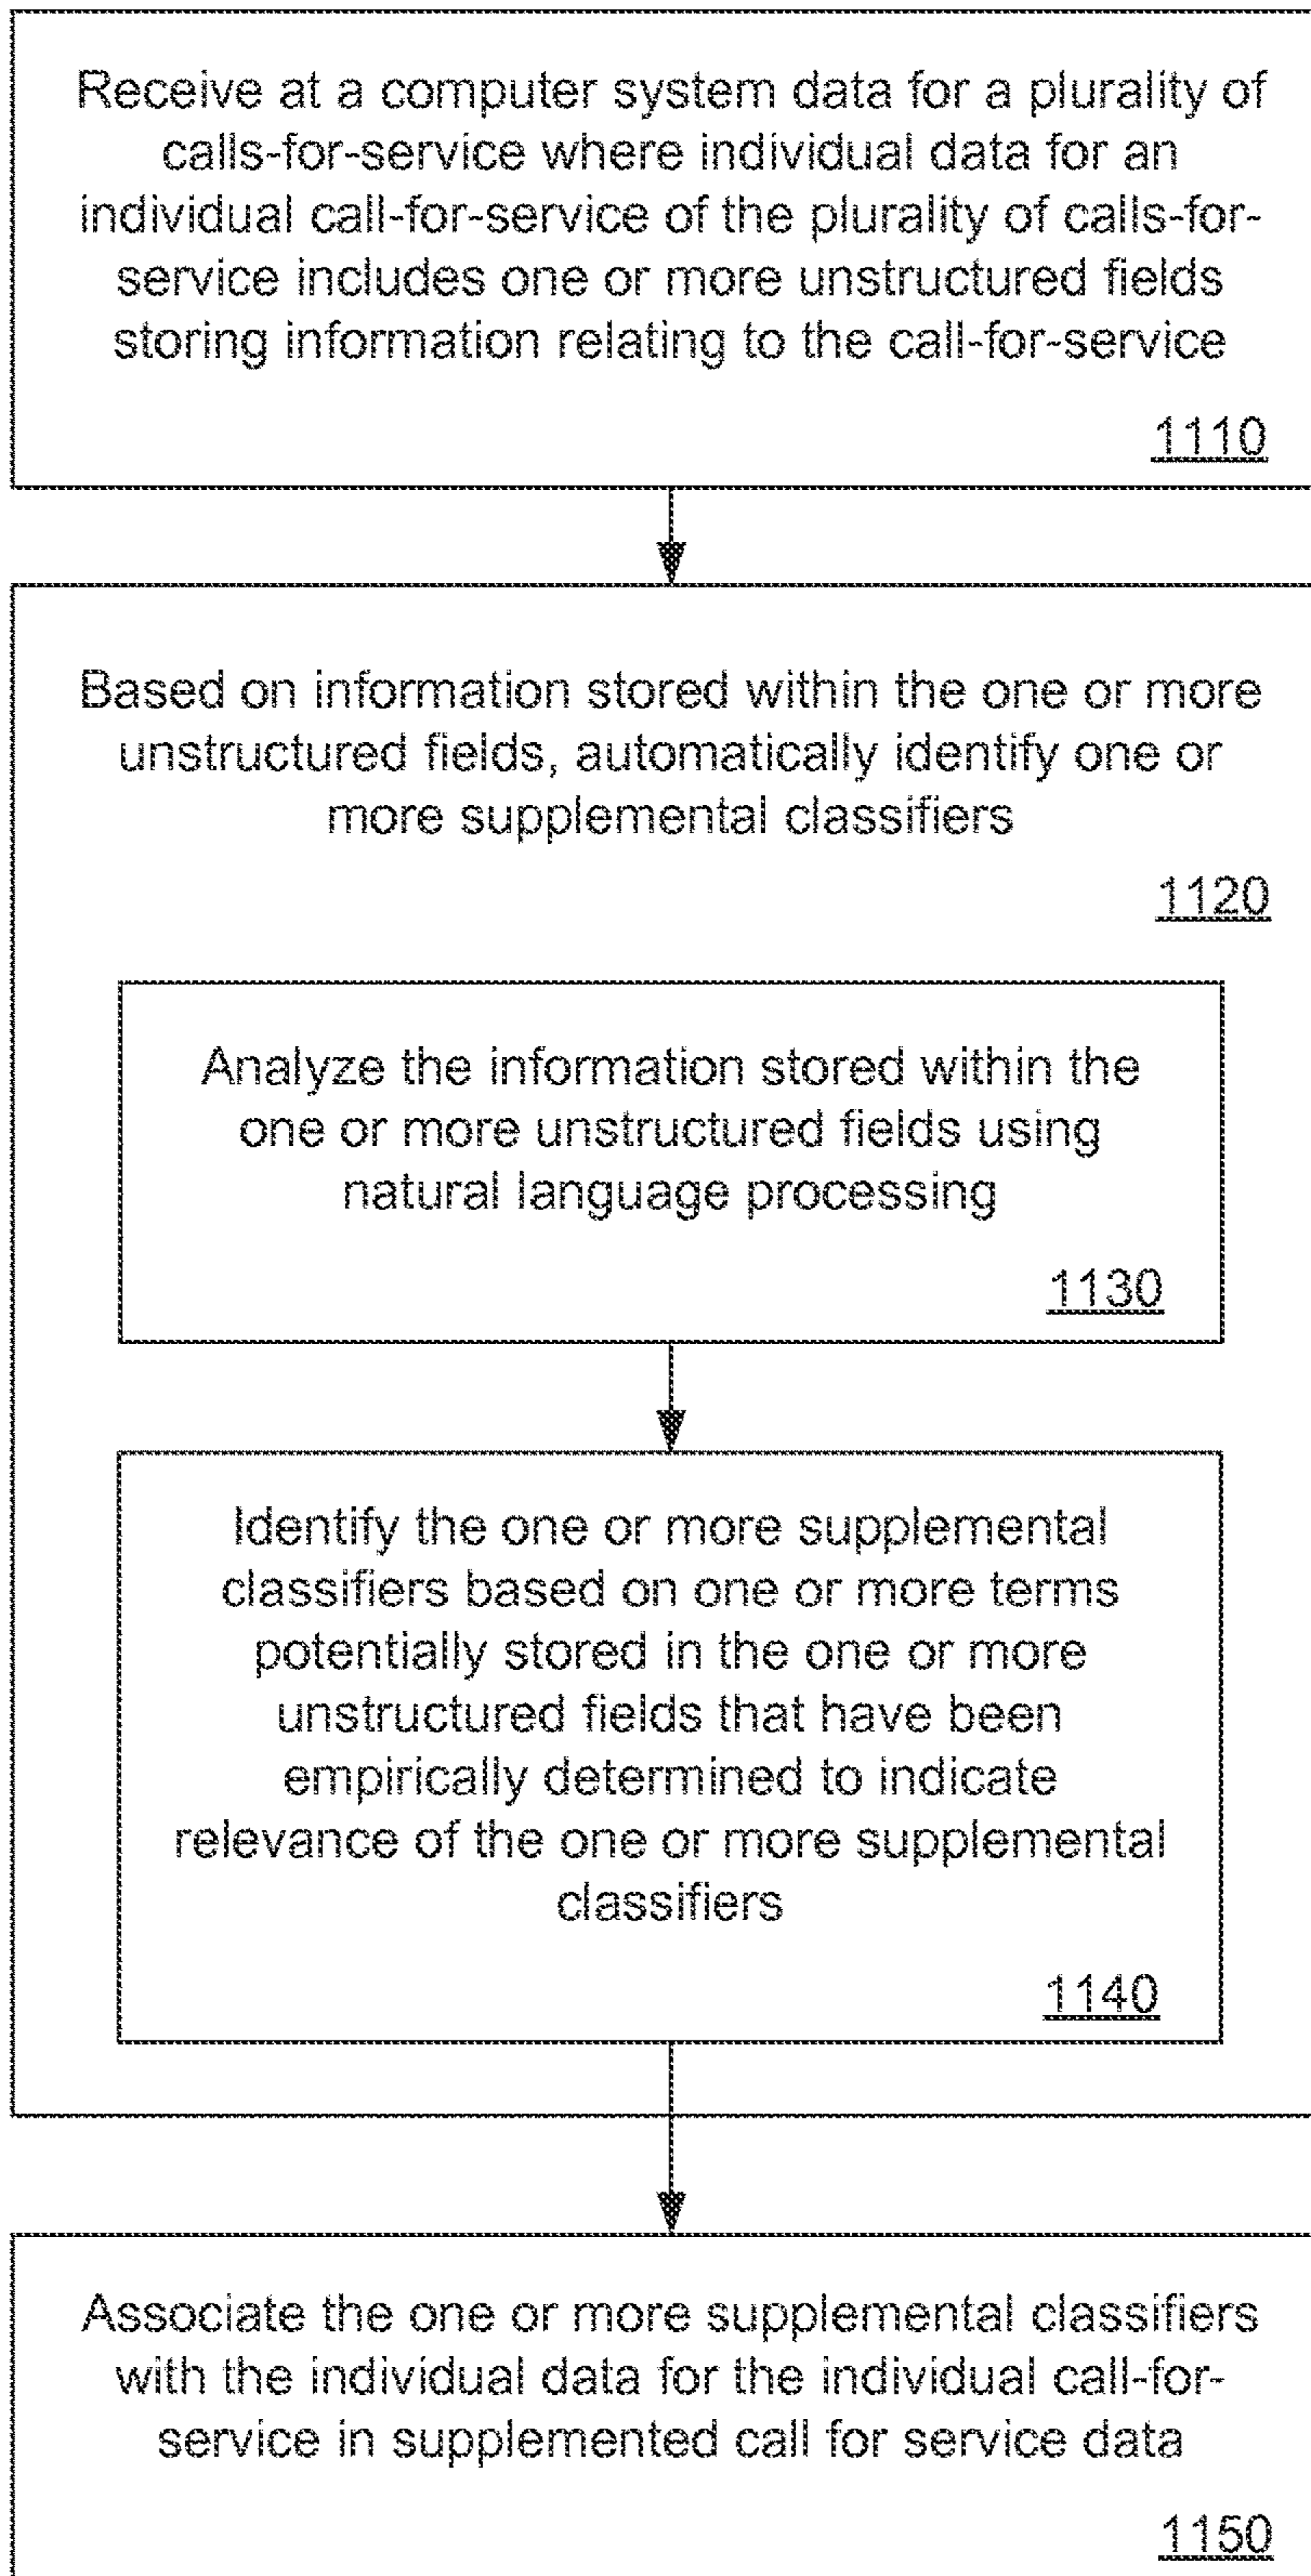 Receive at a computer system data for a plurality of
calls-for-service where individual data for an
individual call-for-service of the plurality of calls-for-
service includes one or more unstructured fields
storing information relating to the call-for-service
1110
Based on information stored within the one or more
unstructured fields, automatically identify one or
more supplemental classifiers
1120
Analyze the information stored within the
one or more unstructured fields using
natural language processing
1130
Identify the one or more supplemental
classifiers based on one or more terms
potentially stored in the one or more
unstructured fields that have been
empirically determined to indicate
relevance of the one or more supplemental
classifiers
1140
Associate the one or more supplemental classifiers
with the individual data for the individual call-for-
service in supplemented call for service data
1150